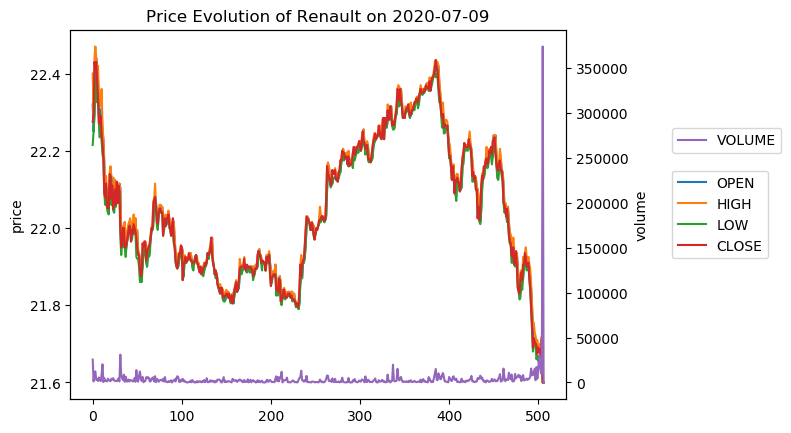 Price Evolution of Renault on 2020-07-09
price
22.4
22.2
22.0
21.8
21.6
0
100
200
300
400
500
350000
300000
250000
200000
150000
100000
50000
0
volume
VOLUME
OPEN
HIGH
LOW
CLOSE